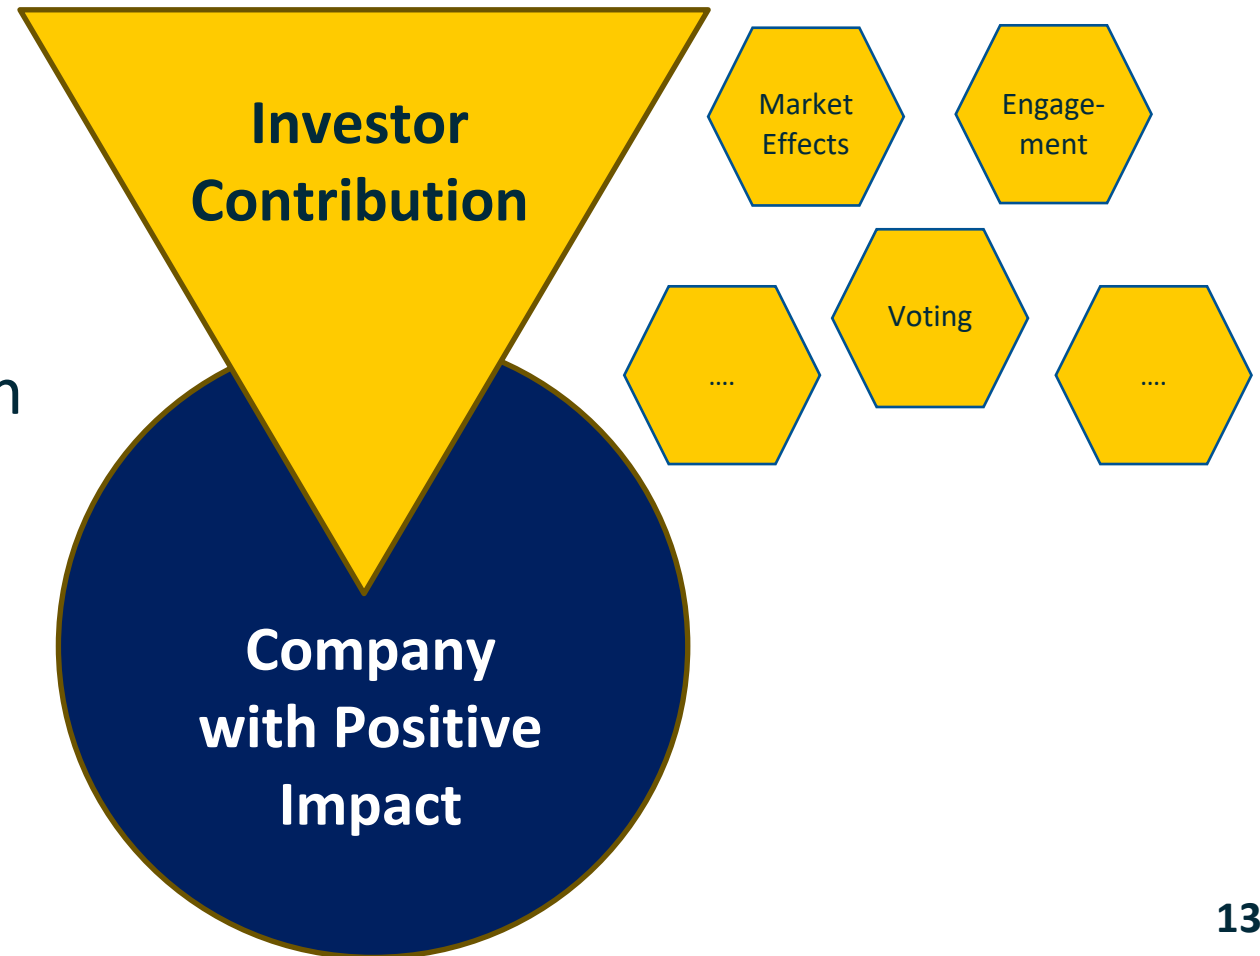 Investor
Contribution
Market
Effects
Engage-
ment
Voting
....
....
n
Company
with Positive
Impact
13